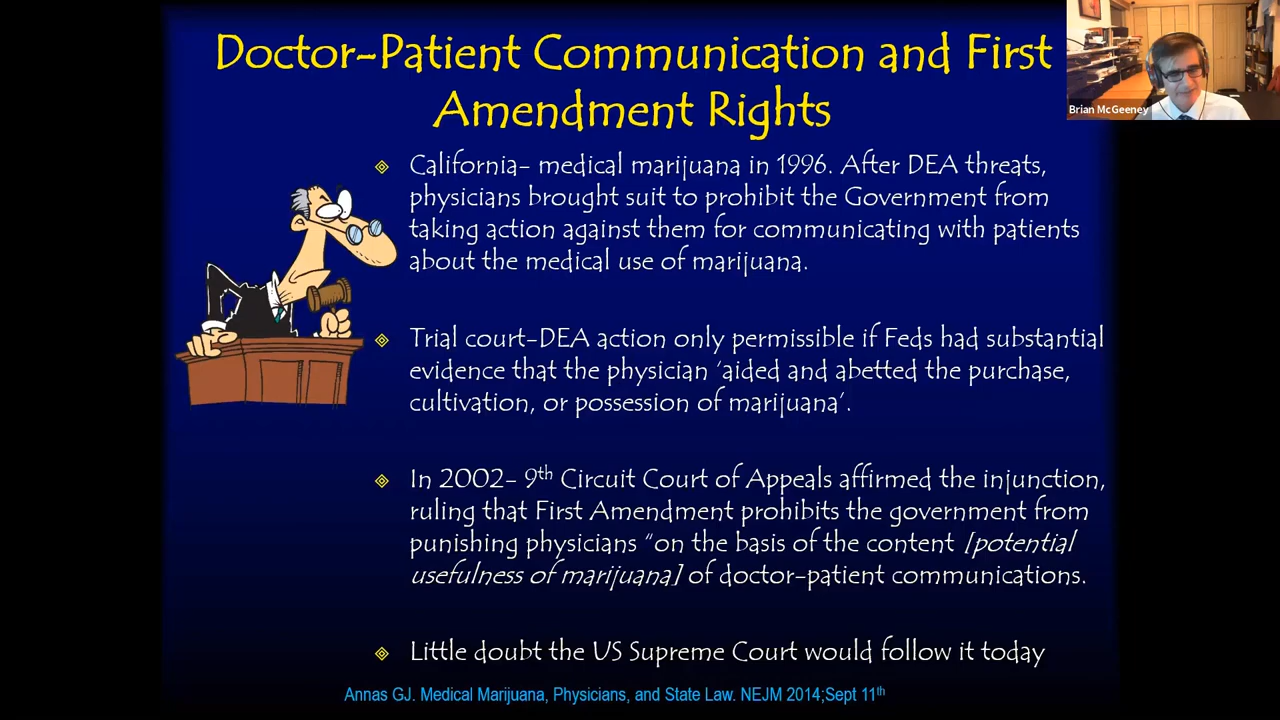 Doctor-Patient Communication and First
Amendment Rights
Brian McGeeney
California- medical marijuana in 1996. After DEA threats,
physicians brought suit to prohibit the Government from
taking action against them for communicating with patients
about the medical use of marijuana.
Trial court-DEA action only permissible if Feds had substantial
evidence that the physician 'aided and abetted the purchase,
cultivation, or possession of marijuana'.
In 2002- 9th Circuit Court of Appeals affirmed the injunction,
ruling that First Amendment prohibits the government from
punishing physicians "on the basis of the content [potential
usefulness of marijuana] of doctor-patient communications.
Little doubt the US Supreme Court would follow it today
Annas GJ. Medical Marijuana, Physicians, and State Law. NEJM 2014;Sept 11th